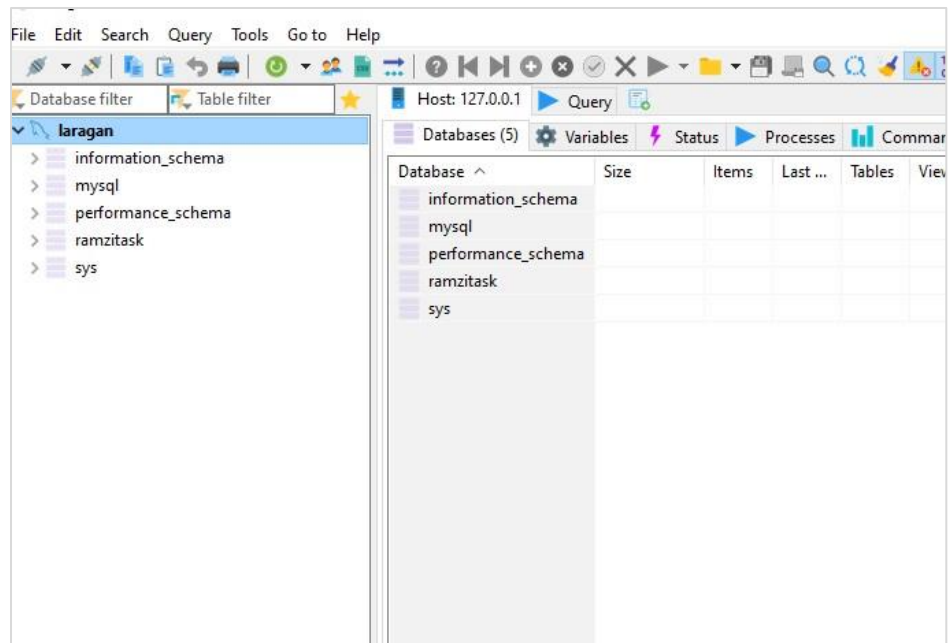 File Edit Search Query Tools Go to Help
Database filter Table filter
Host: 127.0.0.1 Query
laragan
Databases (5) Variables Status Processes Commar
information_schema
mysql
performance_schema
ramzitask
sys
Database Size Items Last ... Tables View
information_schema
mysql
performance_schema
ramzitask
sys